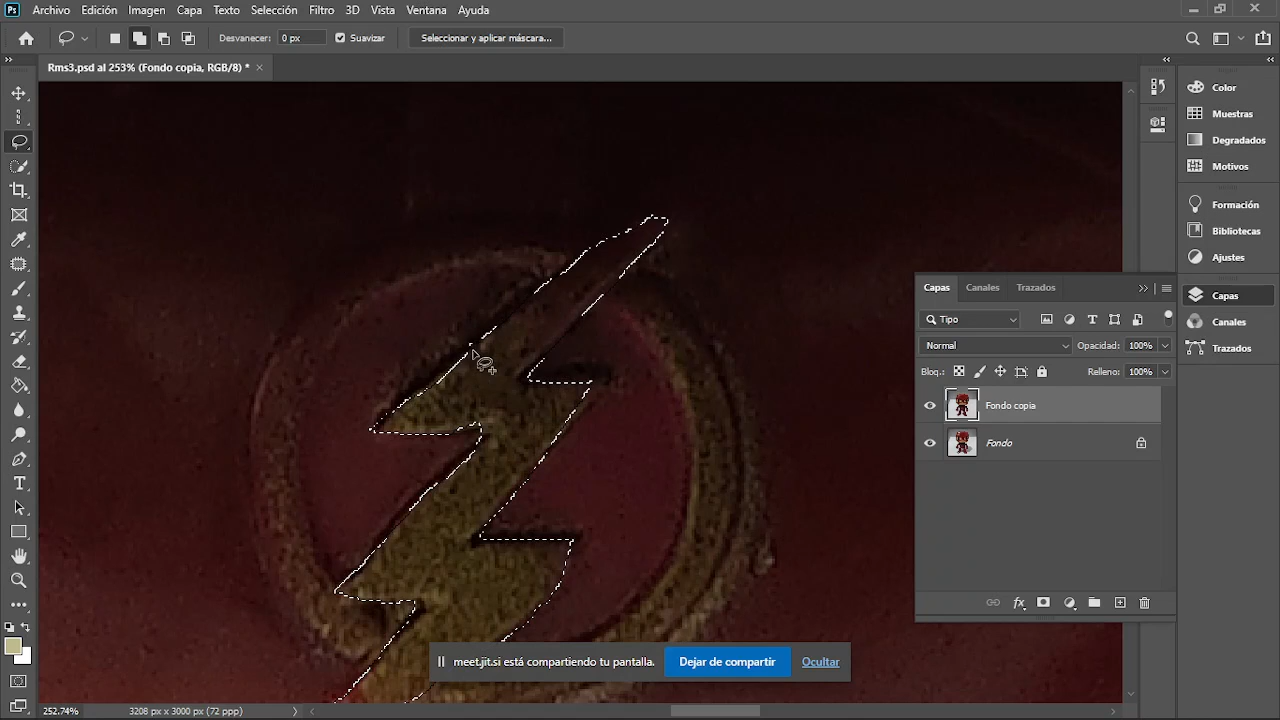 Ps Archivo Edición Imagen Capa Texto Selección Filtro 3D Vista Ventana Ayuda
Desvanecer: 0 px Suavizar Seleccionar y aplicar máscara...
Rms3.psd al 253% (Fondo copia, RGB/8) *
Color
Muestras
Degradados
Motivos
Formación
Bibliotecas
Ajustes
Capas
Canales
Trazados
Capas Canales Trazados
Tipo
Normal Opacidad: 100%
Bloq.: Relleno: 100%
Fondo copia
Fondo
meet.jit.si está compartiendo tu pantalla. Dejar de compartir Ocultar
252.74% 3208 px x 3000 px (72 ppp)